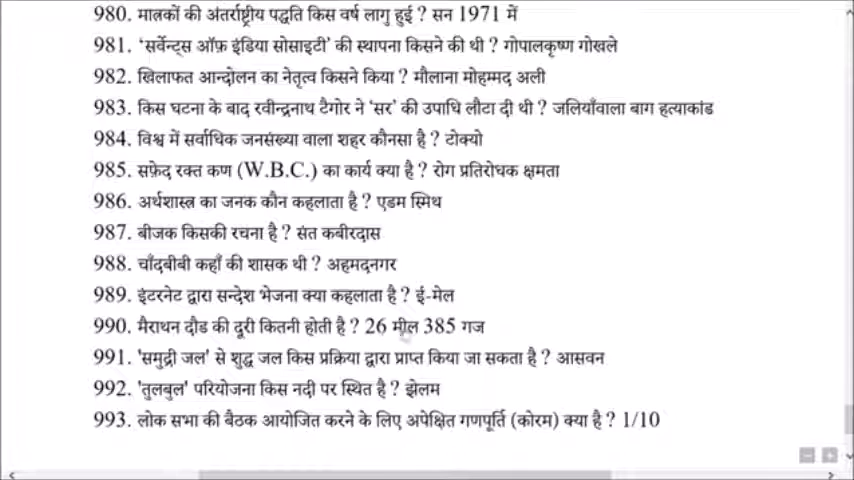 980. मात्रकों की अंतर्राष्ट्रीय पद्धति किस वर्ष लागु हुई ? सन 1971 में
981. ‘सर्वेन्ट्स ऑफ़ इंडिया सोसाइटी’ की स्थापना किसने की थी ? गोपालकृष्ण गोखले
982. खिलाफत आन्दोलन का नेतृत्व किसने किया ? मौलाना मोहम्मद अली
983. किस घटना के बाद रवीन्द्रनाथ टैगोर ने ‘सर’ की उपाधि लौटा दी थी ? जलियाँवाला बाग हत्याकांड
984. विश्व में सर्वाधिक जनसंख्या वाला शहर कौनसा है ? टोक्यो
985. सफ़ेद रक्त कण (W.B.C.) का कार्य क्या है ? रोग प्रतिरोधक क्षमता
986. अर्थशास्त्र का जनक कौन कहलाता है ? एडम स्मिथ
987. बीजक किसकी रचना है ? संत कबीरदास
988. चाँदबीबी कहाँ की शासक थी ? अहमदनगर
989. इंटरनेट द्वारा सन्देश भेजना क्या कहलाता है ? ई-मेल
990. मैराथन दौड की दूरी कितनी होती है ? 26 मील 385 गज
991. 'समुद्री जल' से शुद्ध जल किस प्रक्रिया द्वारा प्राप्त किया जा सकता है ? आसवन
992. 'तुलबुल' परियोजना किस नदी पर स्थित है ? झेलम
993. लोक सभा की बैठक आयोजित करने के लिए अपेक्षित गणपूर्ति (कोरम) क्या है ? 1/10